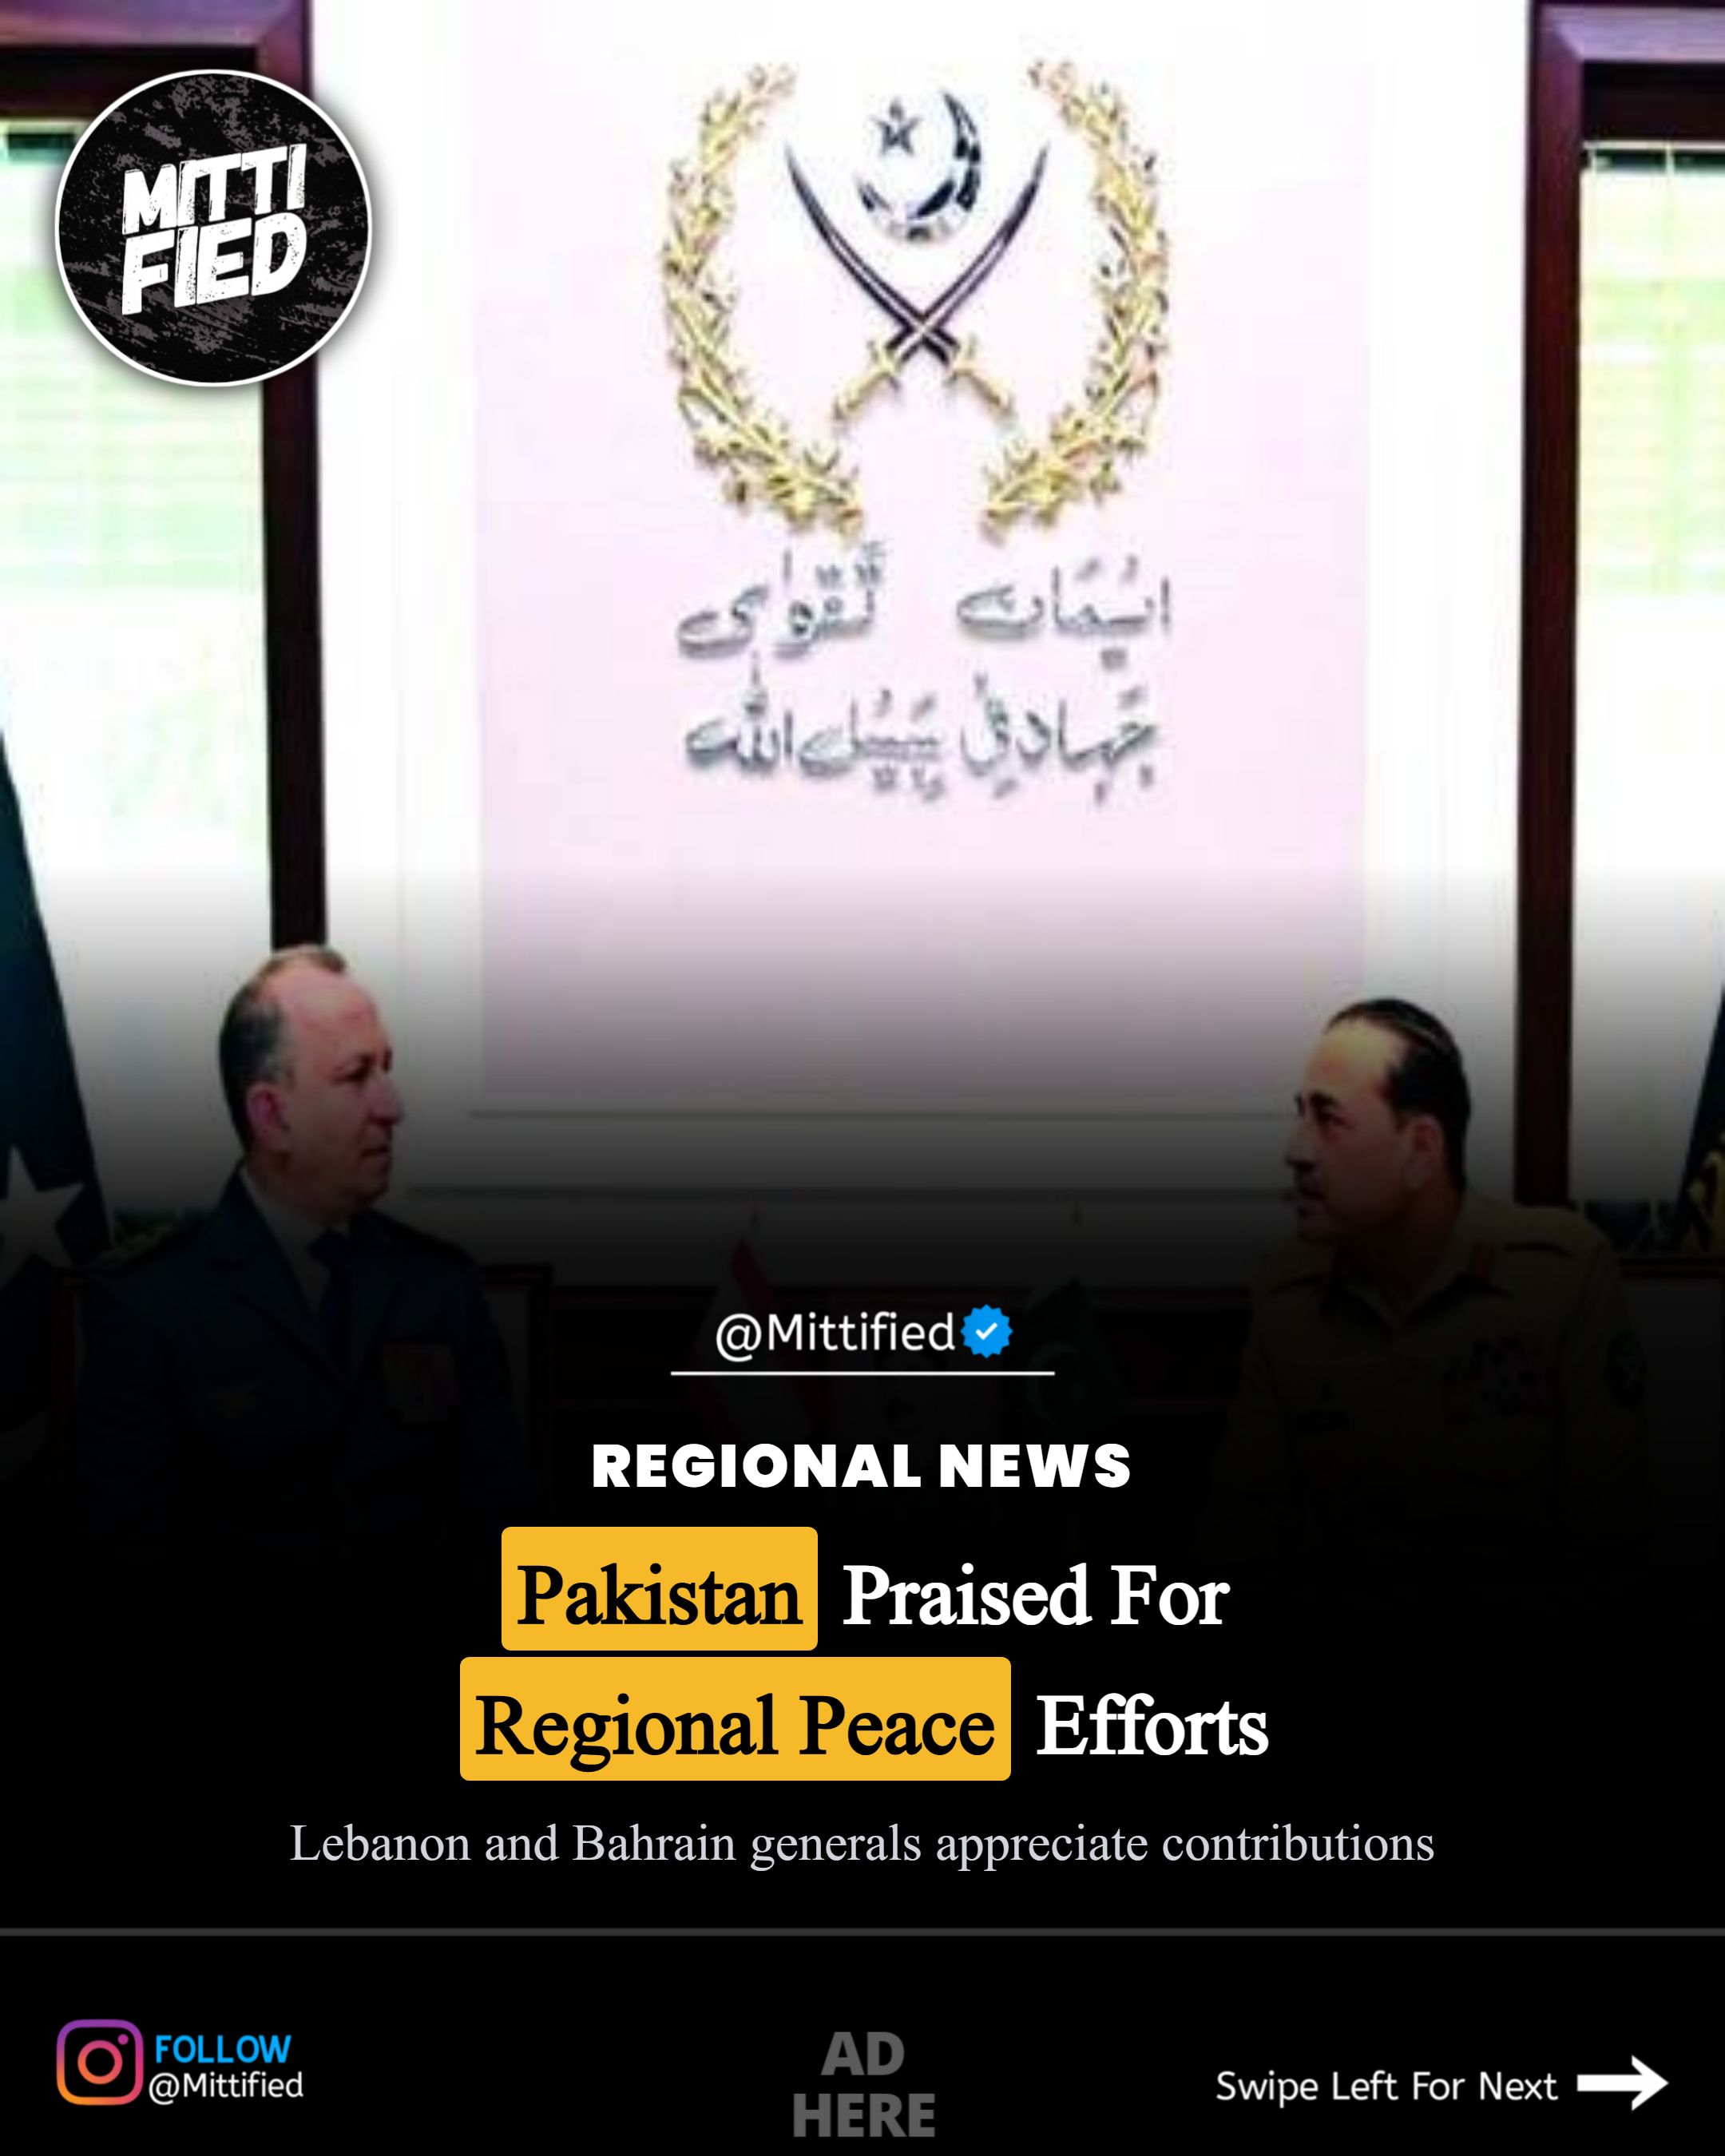 MITTI
FIED
ایمان تقوٰی
جہاد فی سبیل اللہ
@Mittified
REGIONAL NEWS
Pakistan Praised For
Regional Peace Efforts
Lebanon and Bahrain generals appreciate contributions
FOLLOW
@Mittified
AD
HERE
Swipe Left For Next